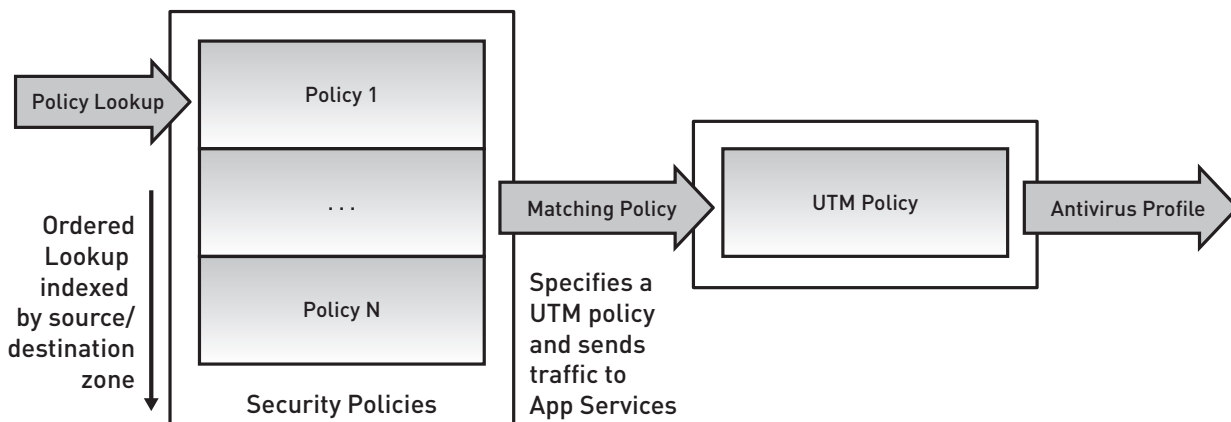 Policy Lookup
Ordered
Lookup
indexed
by source/
destination
zone
Policy 1
. . .
Policy N
Security Policies
Matching Policy
Specifies a
UTM policy
and sends
traffic to
App Services
UTM Policy
Antivirus Profile